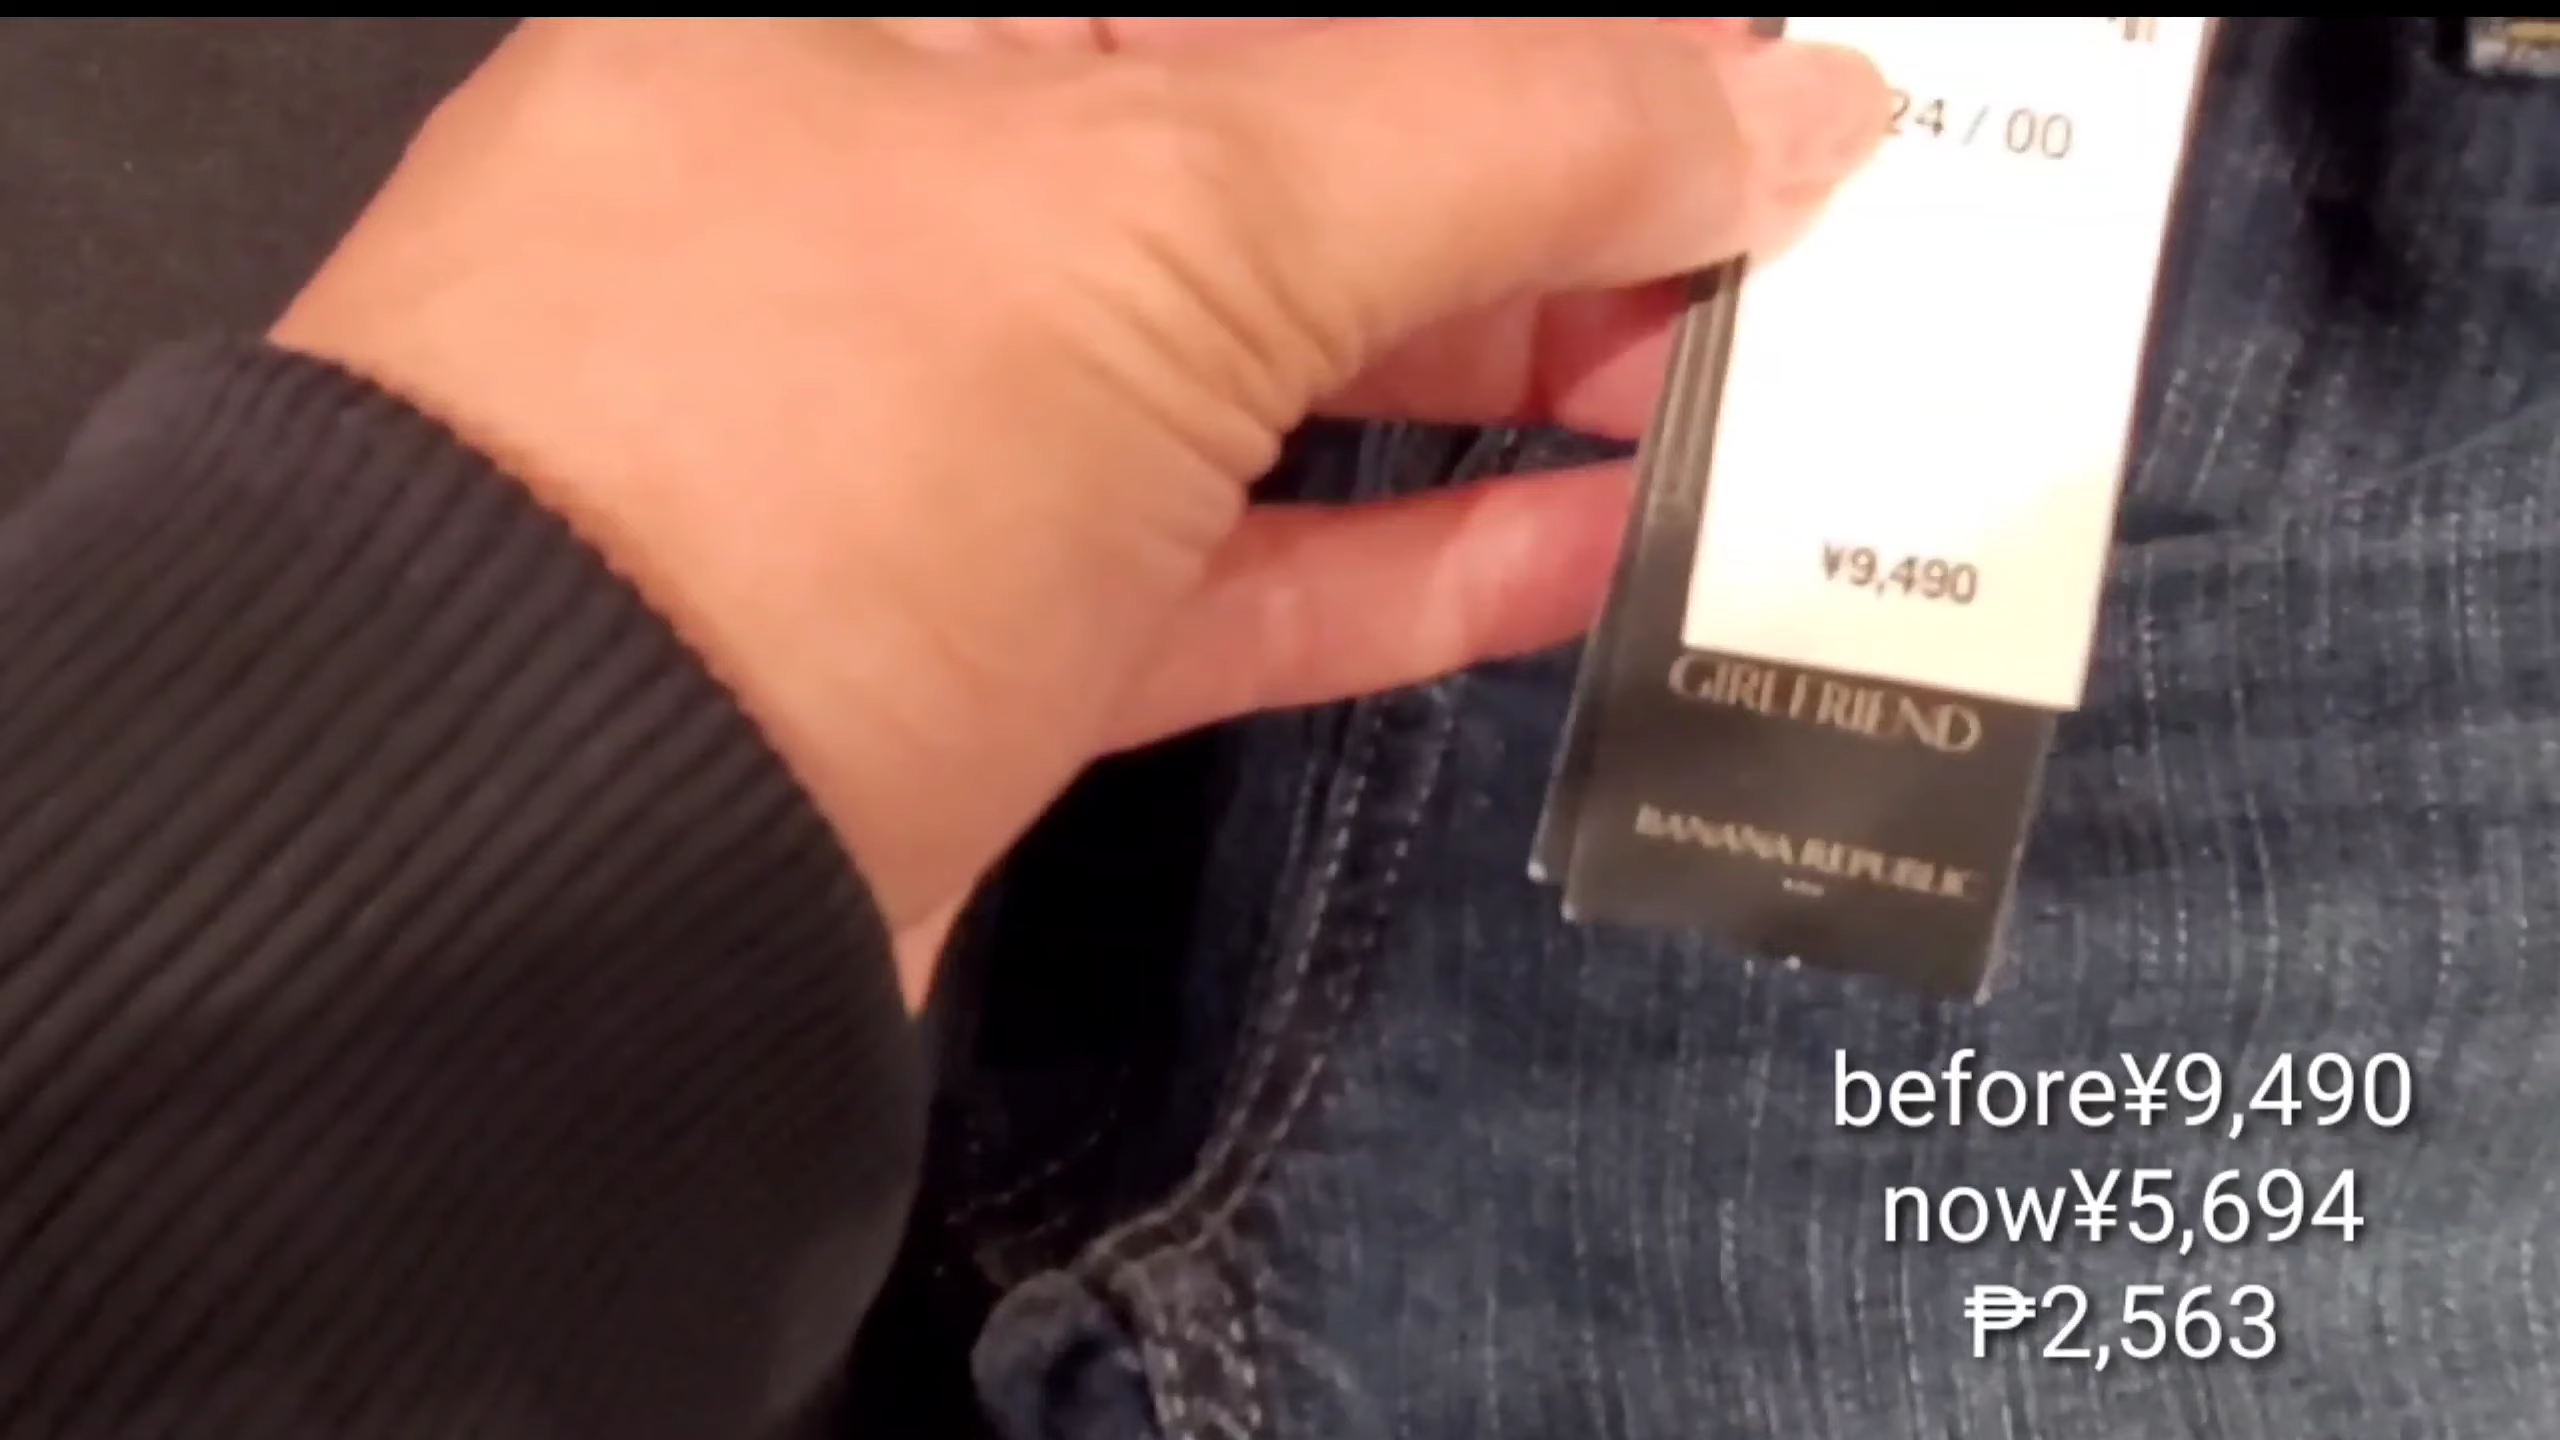 24 / 00
¥9,490
GIRLFRIEND
BANANA REPUBLIC
before¥9,490
now¥5,694
₱2,563